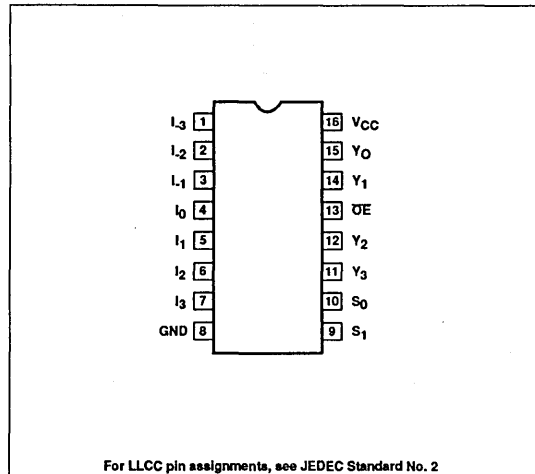 I-3 1 16 VCC
I-2 2 15 YO
I-1 3 14 Y1
I0 4 13 OE
I1 5 12 Y2
I2 6 11 Y3
I3 7 10 S0
GND 8 9 S1
For LLCC pin assignments, see JEDEC Standard No. 2